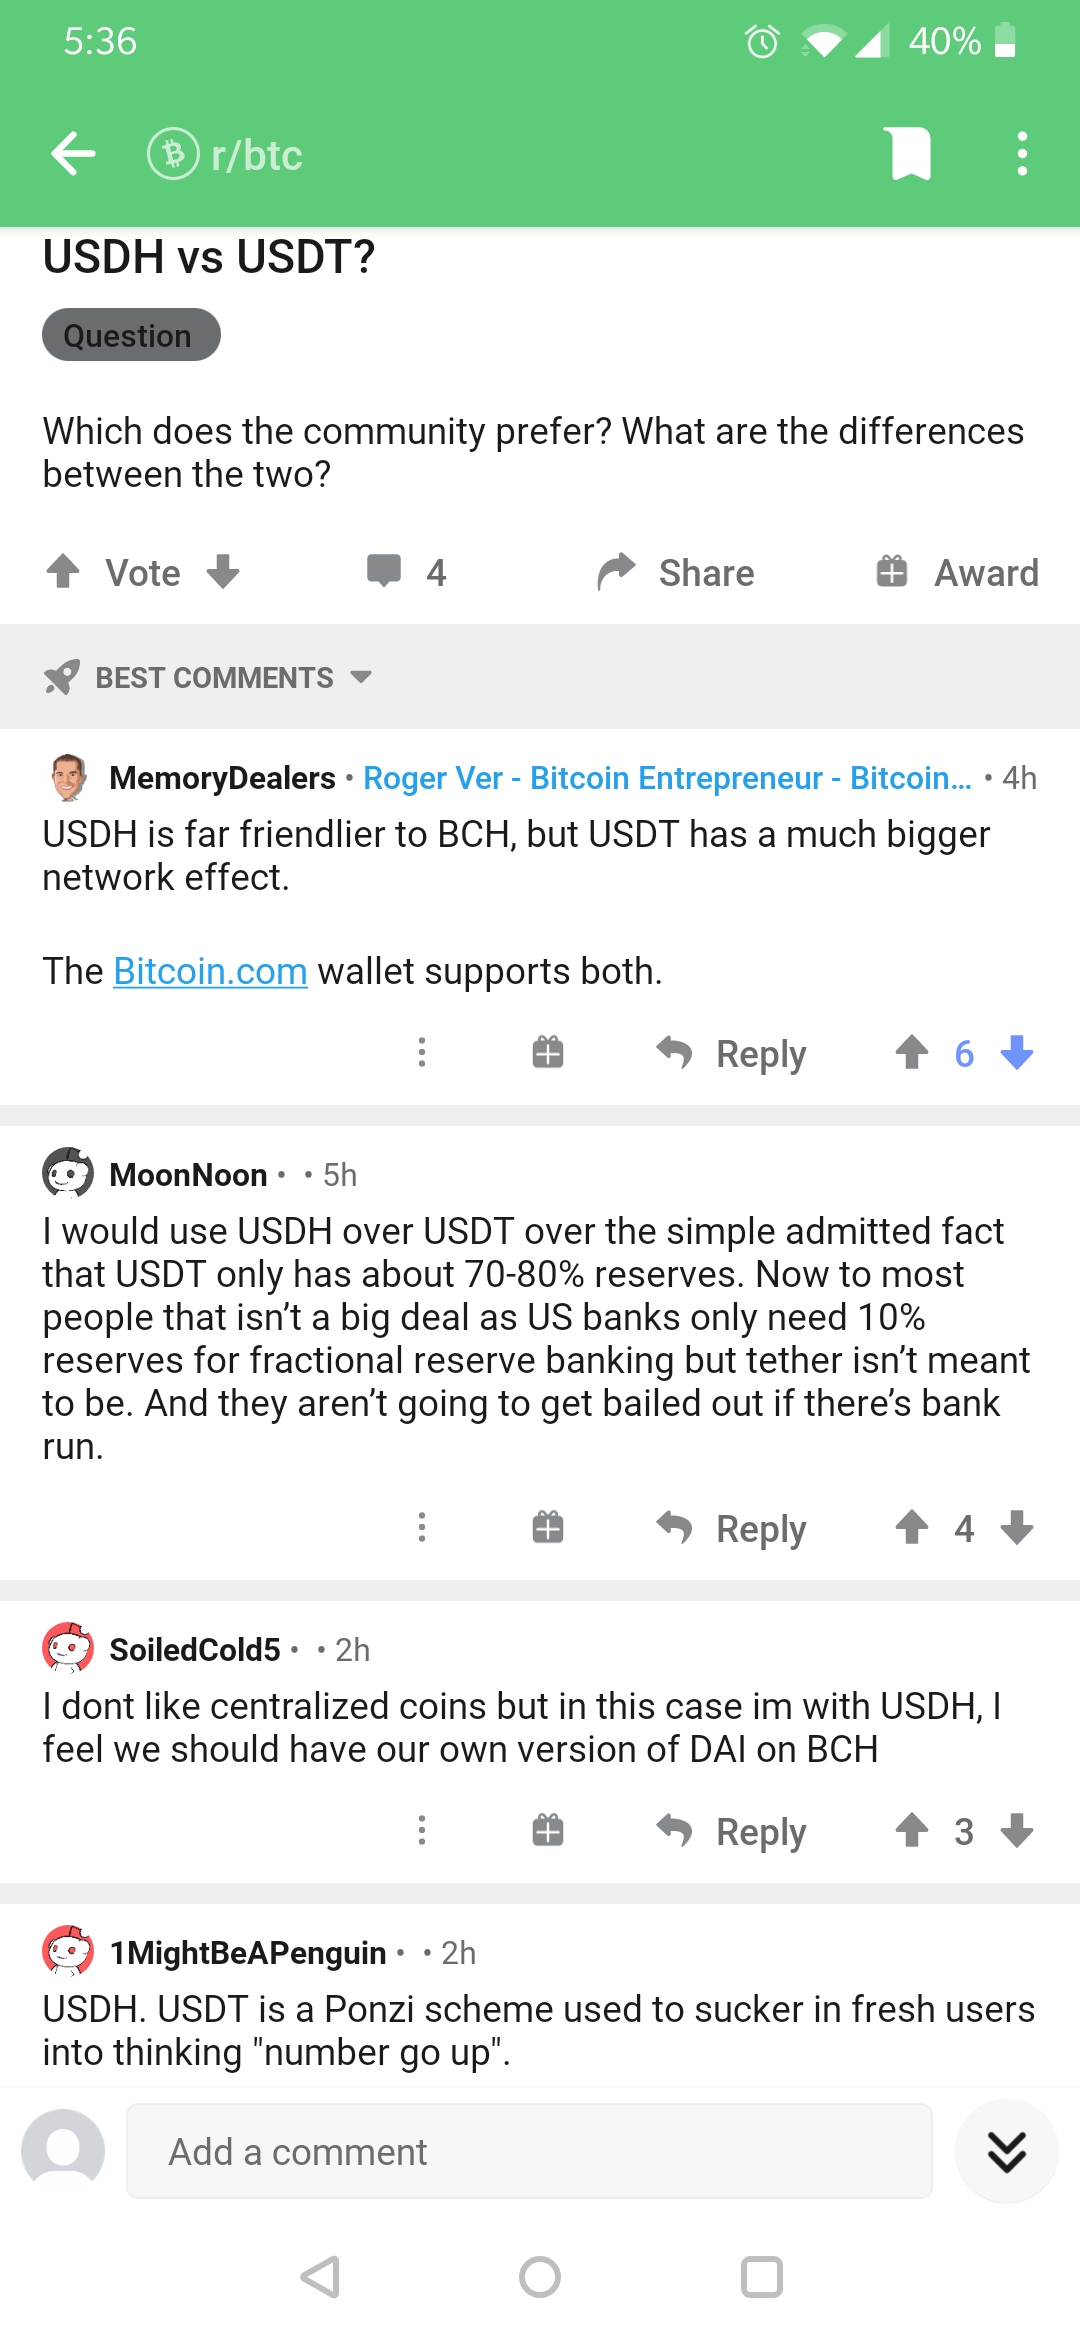 5:36 40%
r/btc
USDH vs USDT?
Question
Which does the community prefer? What are the differences
between the two?
Vote 4 Share Award
BEST COMMENTS
MemoryDealers • Roger Ver - Bitcoin Entrepreneur - Bitcoin... • 4h
USDH is far friendlier to BCH, but USDT has a much bigger
network effect.
The Bitcoin.com wallet supports both.
Reply 6
MoonNoon • • 5h
I would use USDH over USDT over the simple admitted fact
that USDT only has about 70-80% reserves. Now to most
people that isn’t a big deal as US banks only need 10%
reserves for fractional reserve banking but tether isn’t meant
to be. And they aren’t going to get bailed out if there’s bank
run.
Reply 4
SoiledCold5 • • 2h
I dont like centralized coins but in this case im with USDH, I
feel we should have our own version of DAI on BCH
Reply 3
1MightBeAPenguin • • 2h
USDH. USDT is a Ponzi scheme used to sucker in fresh users
into thinking "number go up".
Add a comment